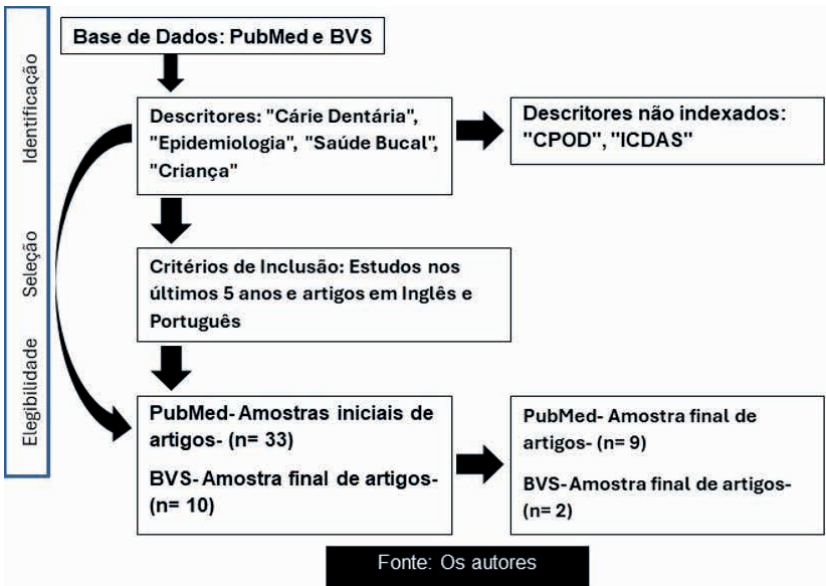 Identificação
Seleção
Elegibilidade
Base de Dados: PubMed e BVS
Descritores: "Cárie Dentária",
"Epidemiologia", "Saúde Bucal",
"Criança"
Descritores não indexados:
"CPOD", "ICDAS"
Critérios de Inclusão: Estudos nos
últimos 5 anos e artigos em Inglês e
Português
PubMed- Amostras iniciais de
artigos- (n= 33)
BVS- Amostra final de artigos-
(n= 10)
PubMed- Amostra final de
artigos- (n= 9)
BVS- Amostra final de artigos-
(n= 2)
Fonte: Os autores